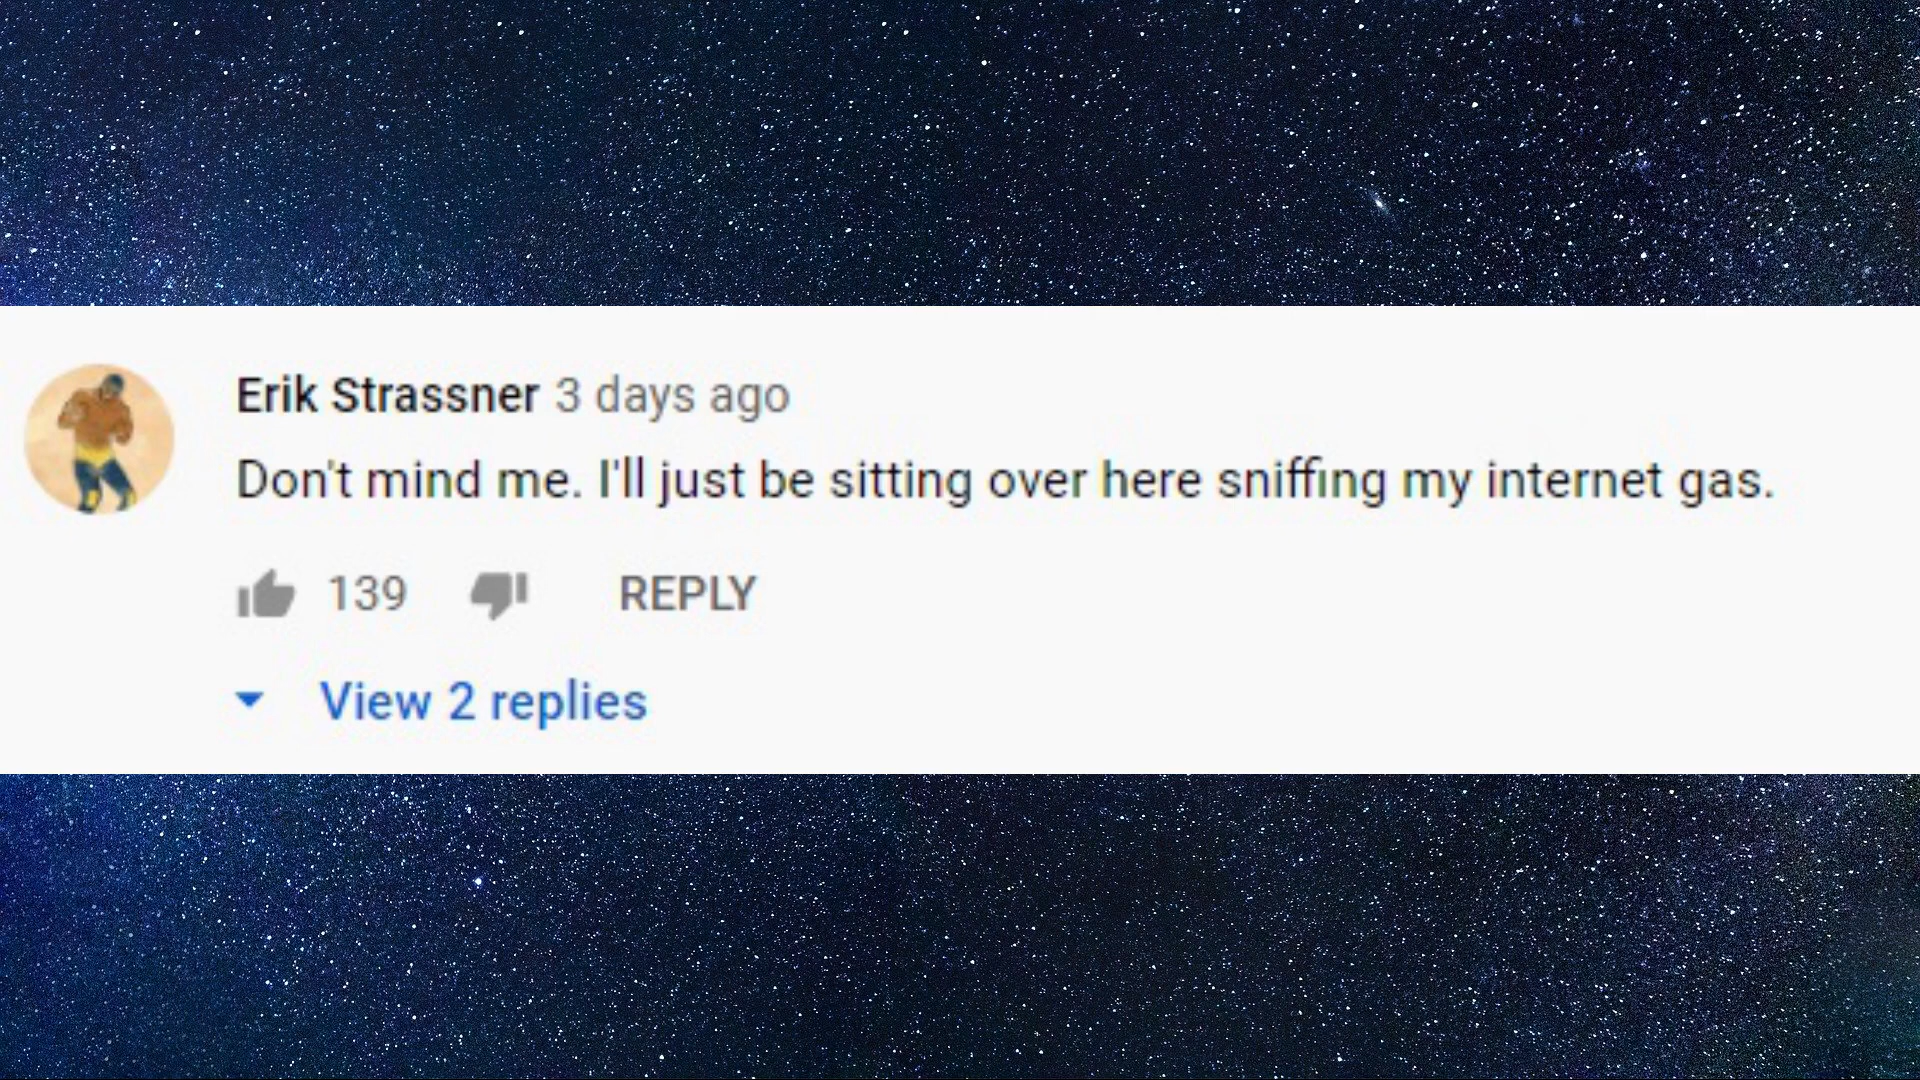 Erik Strassner 3 days ago
Don't mind me. I'll just be sitting over here sniffing my internet gas.
139 REPLY
View 2 replies